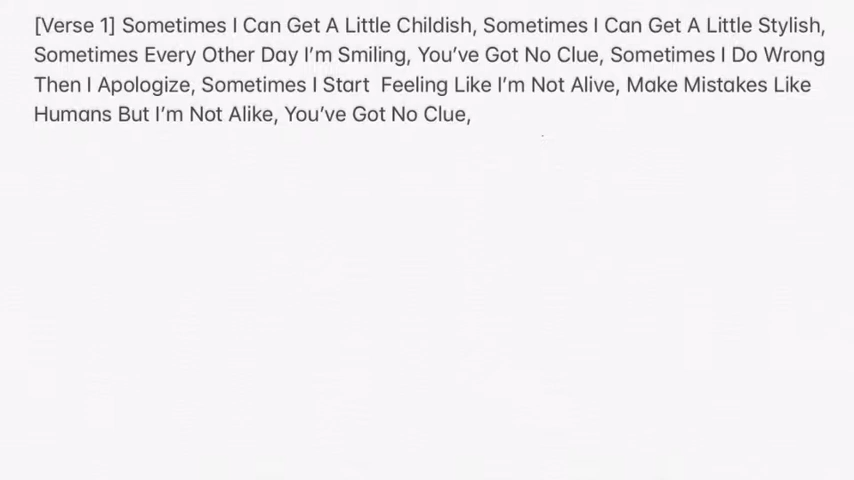 [Verse 1] Sometimes I Can Get A Little Childish, Sometimes I Can Get A Little Stylish,
Sometimes Every Other Day I’m Smiling, You’ve Got No Clue, Sometimes I Do Wrong
Then I Apologize, Sometimes I Start  Feeling Like I’m Not Alive, Make Mistakes Like
Humans But I’m Not Alike, You’ve Got No Clue,